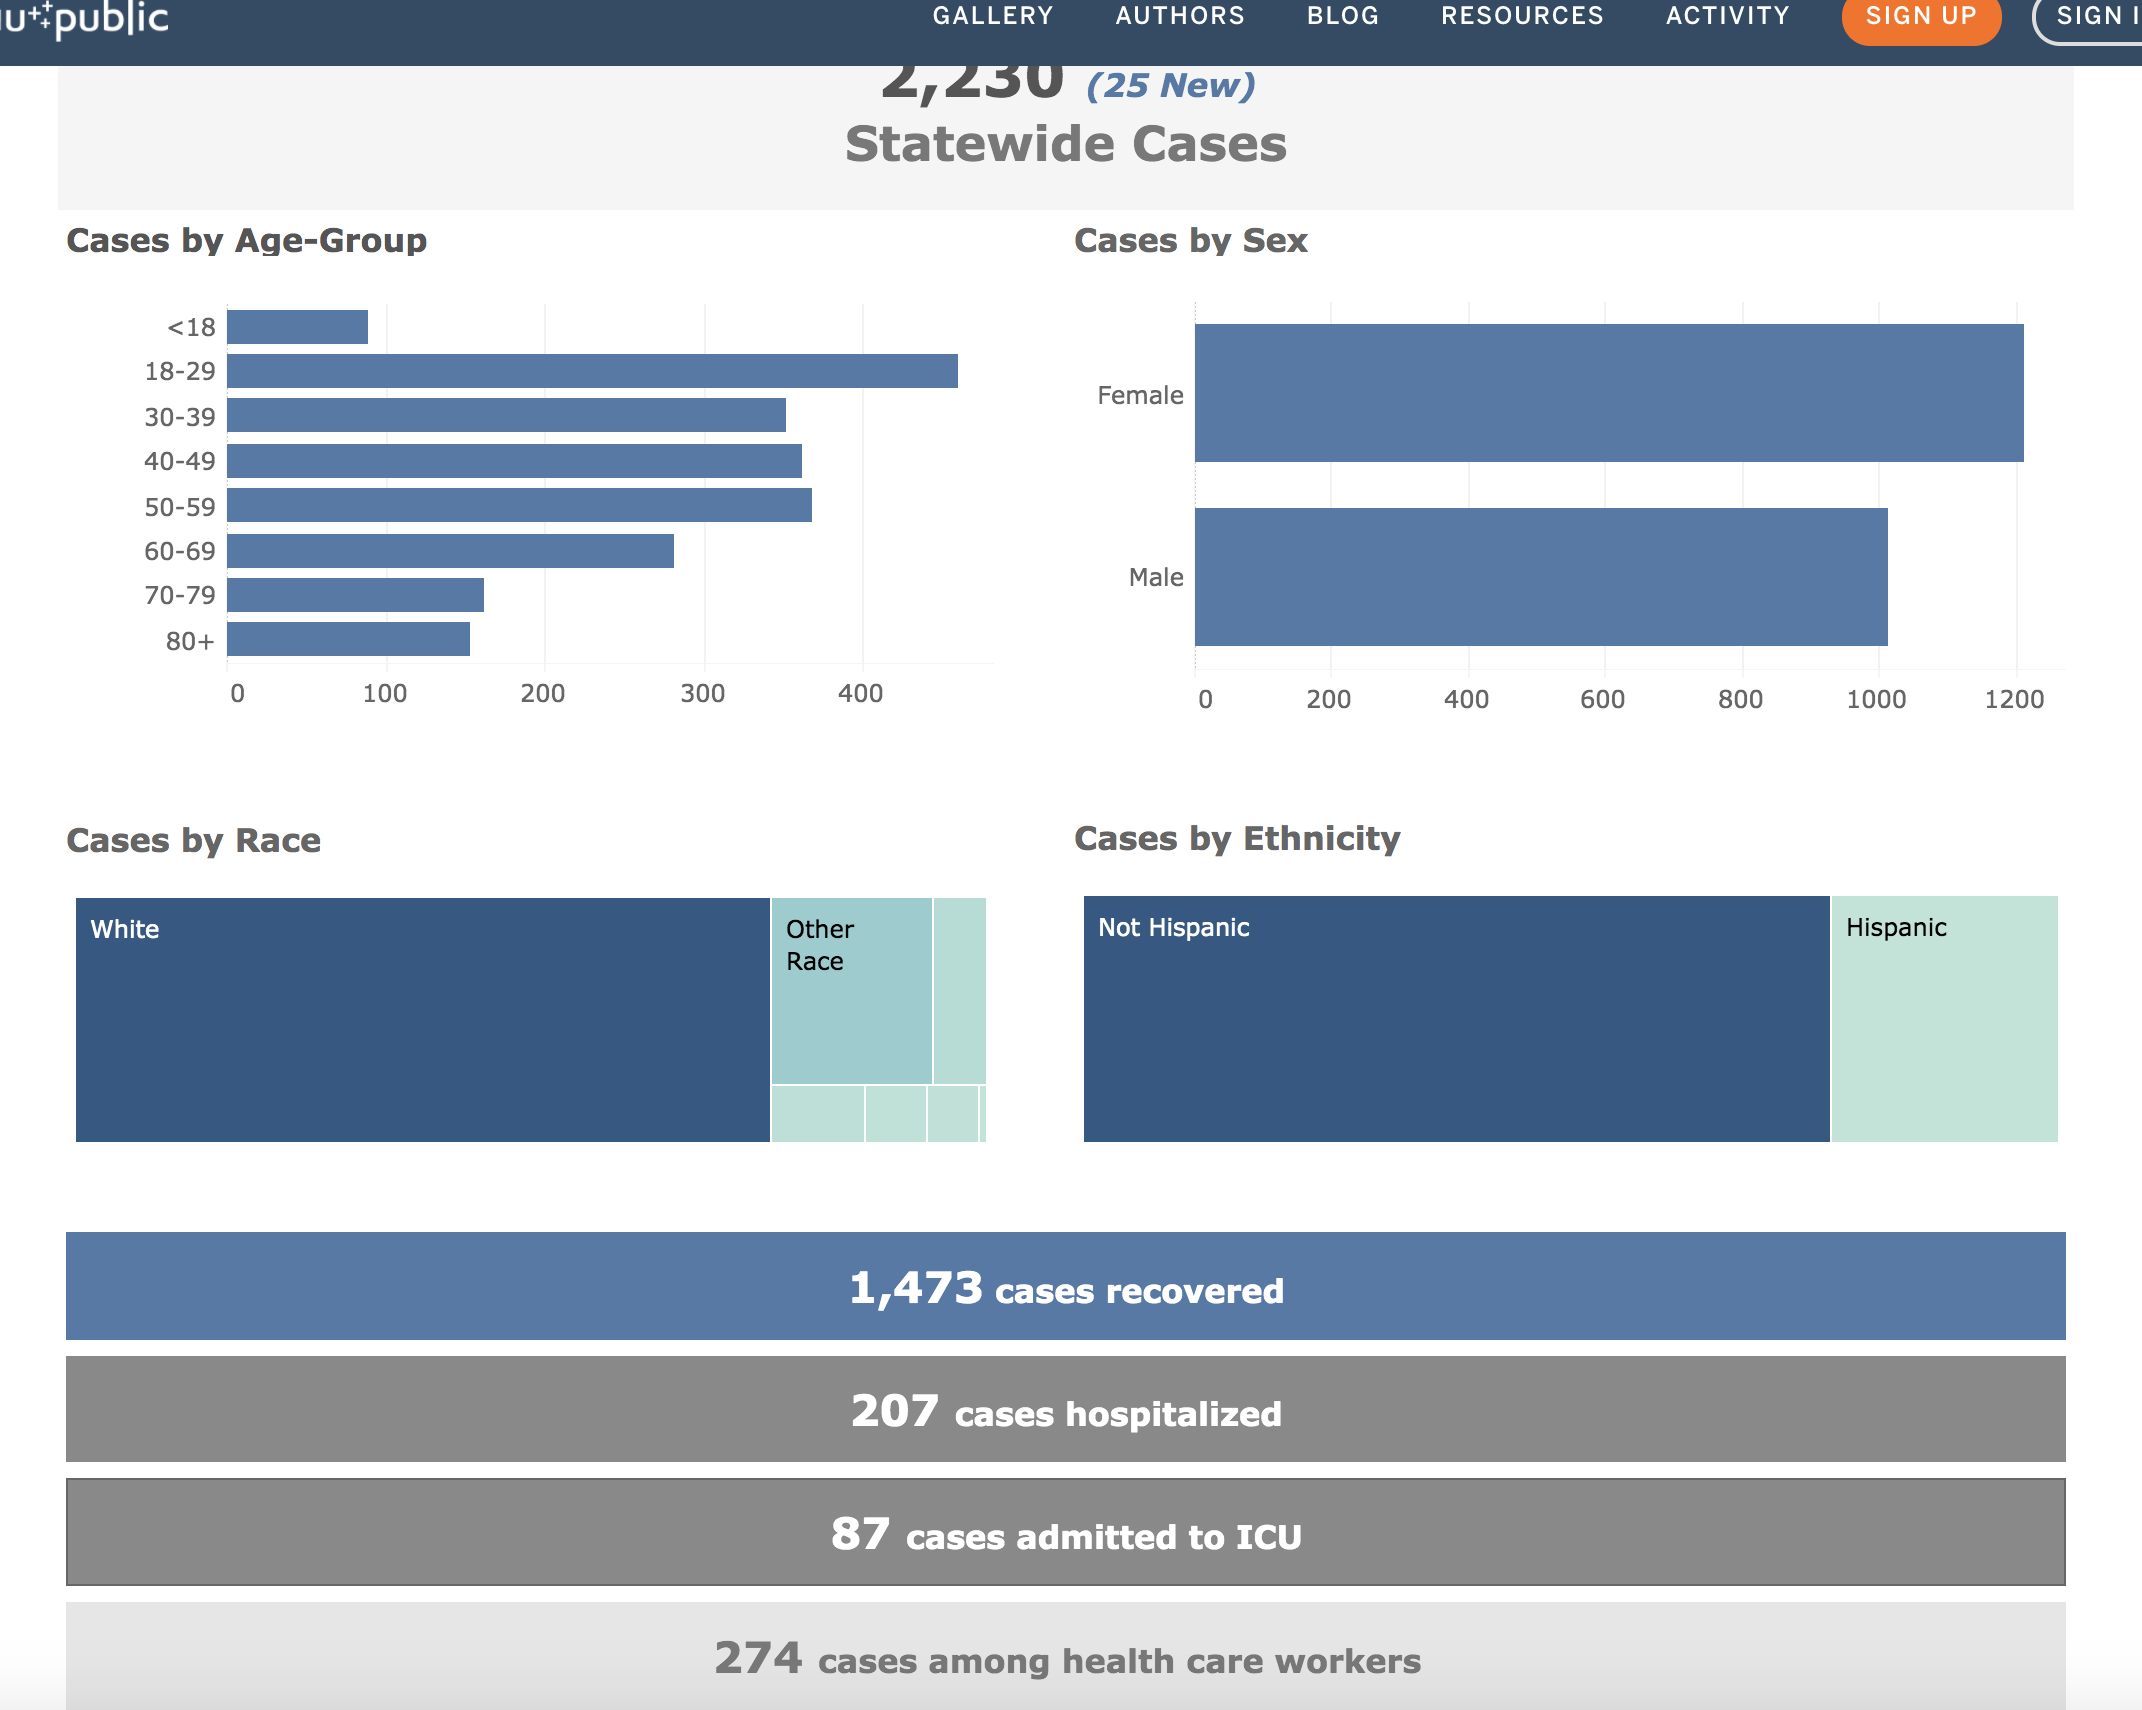 public
GALLERY AUTHORS BLOG RESOURCES ACTIVITY SIGN UP SIGN
2,230 (25 New)
Statewide Cases
Cases by Age-Group
<18
18-29
30-39
40-49
50-59
60-69
70-79
80+
0 100 200 300 400
Cases by Sex
Female
Male
0 200 400 600 800 1000 1200
Cases by Race
White
Other
Race
Cases by Ethnicity
Not Hispanic
Hispanic
1,473 cases recovered
207 cases hospitalized
87 cases admitted to ICU
274 cases among health care workers